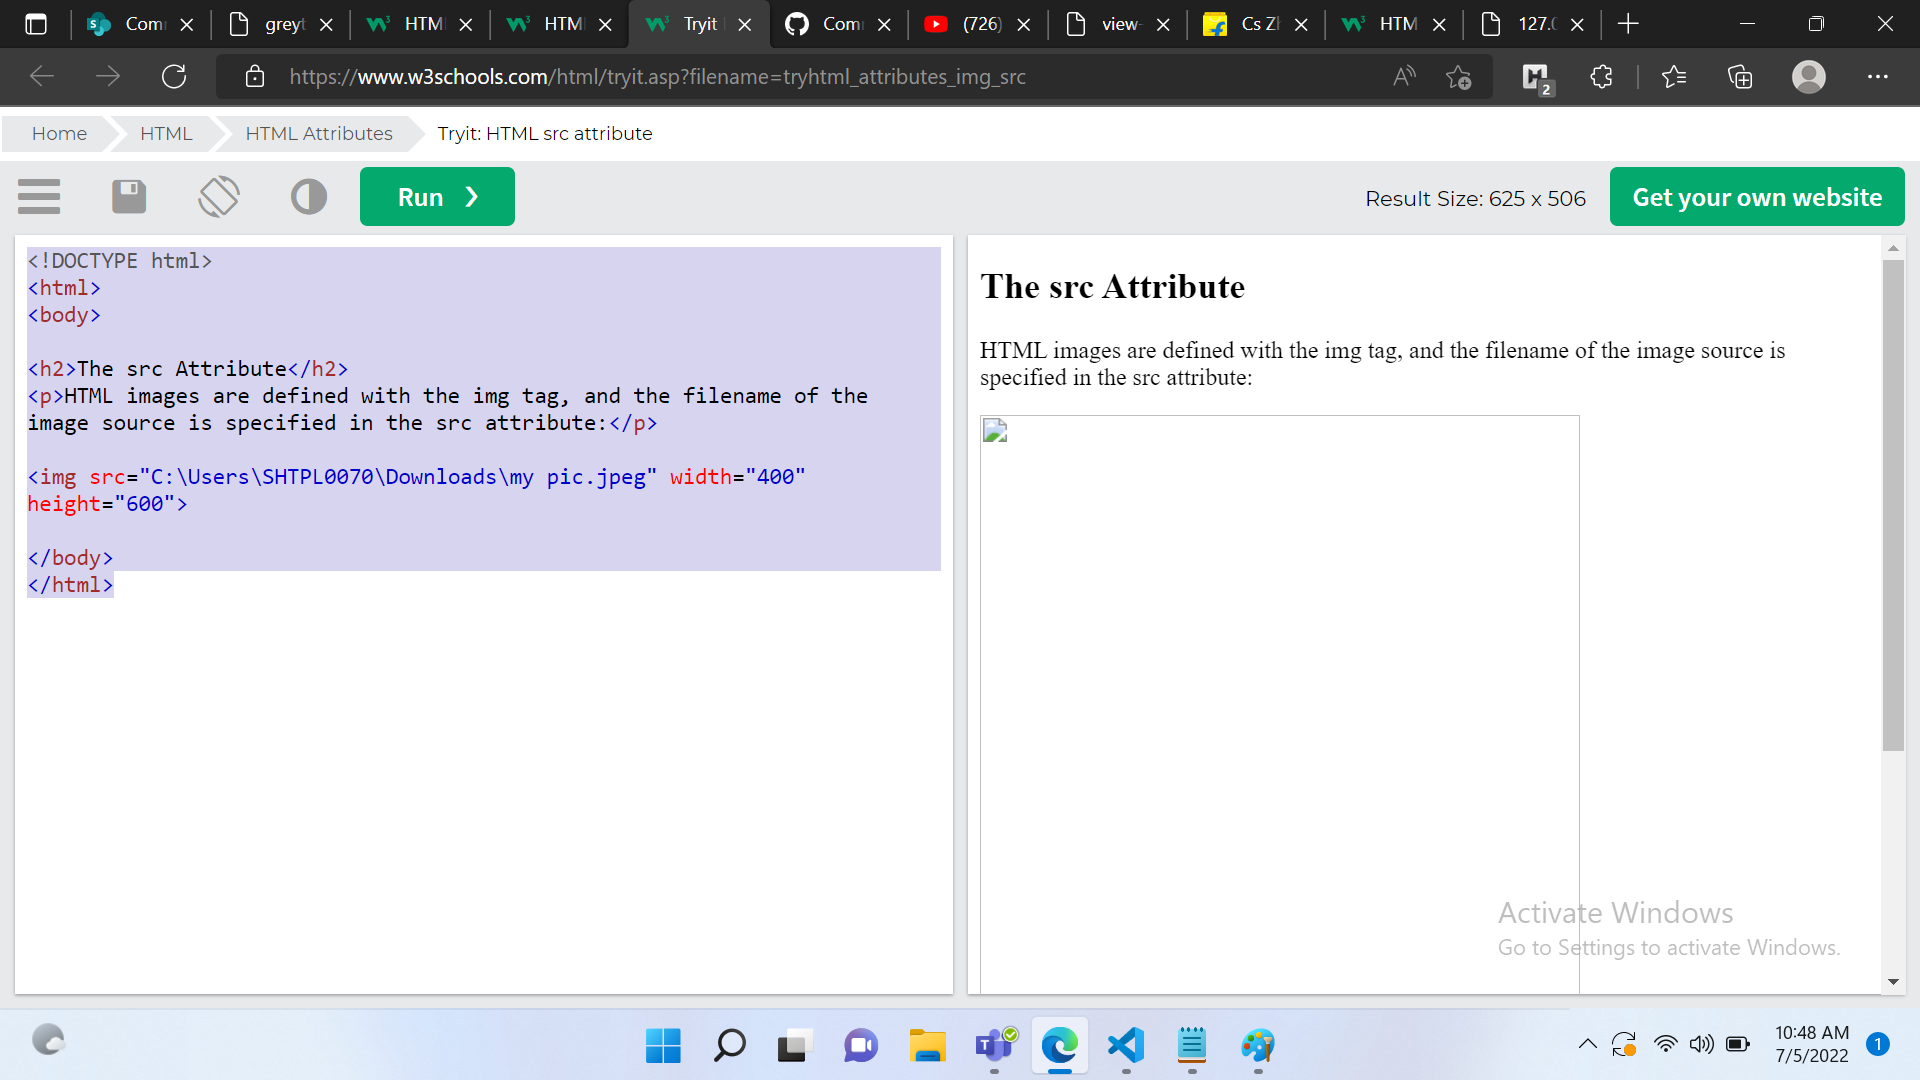 Com
greyt
HTM
HTM
Tryit
Com
(726)
view-
Cs Zh
HTM
127.0
https://www.w3schools.com/html/tryit.asp?filename=tryhtml_attributes_img_src
2
Home
HTML
HTML Attributes
Tryit: HTML src attribute
Run ❯
Result Size: 625 x 506
Get your own website
<!DOCTYPE html>
<html>
<body>
<h2>The src Attribute</h2>
<p>HTML images are defined with the img tag, and the filename of the
image source is specified in the src attribute:</p>
<img src="C:\Users\SHTPL0070\Downloads\my pic.jpeg" width="400"
height="600">
</body>
</html>
The src Attribute
HTML images are defined with the img tag, and the filename of the image source is
specified in the src attribute:
Activate Windows
Go to Settings to activate Windows.
10:48 AM
7/5/2022
1